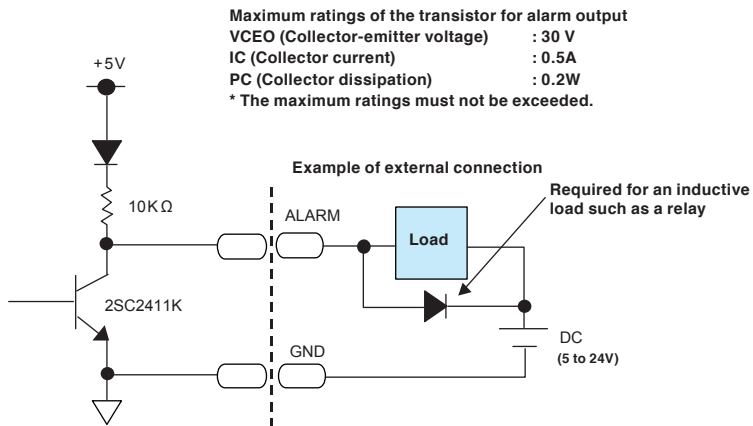 Maximum ratings of the transistor for alarm output
VCEO (Collector-emitter voltage) : 30 V
IC (Collector current) : 0.5A
PC (Collector dissipation) : 0.2W
* The maximum ratings must not be exceeded.
+5V
Example of external connection
Required for an inductive
load such as a relay
10KΩ
ALARM
Load
2SC2411K
GND
DC
(5 to 24V)